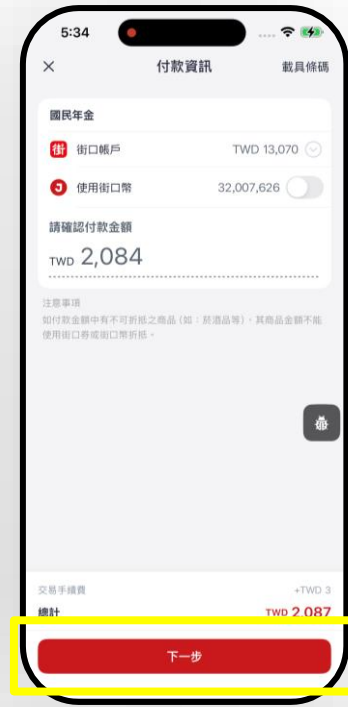 5:34
付款資訊 載具條碼
國民年金
街 街口帳戶 TWD 13,070
使用街口幣 32,007,626
請確認付款金額
TWD 2,084
注意事項
如付款金額中有不可折抵之商品（如：菸酒品等），其商品金額不能
使用街口券或街口幣折抵。
交易手續費 +TWD 3
總計 TWD 2,087
下一步